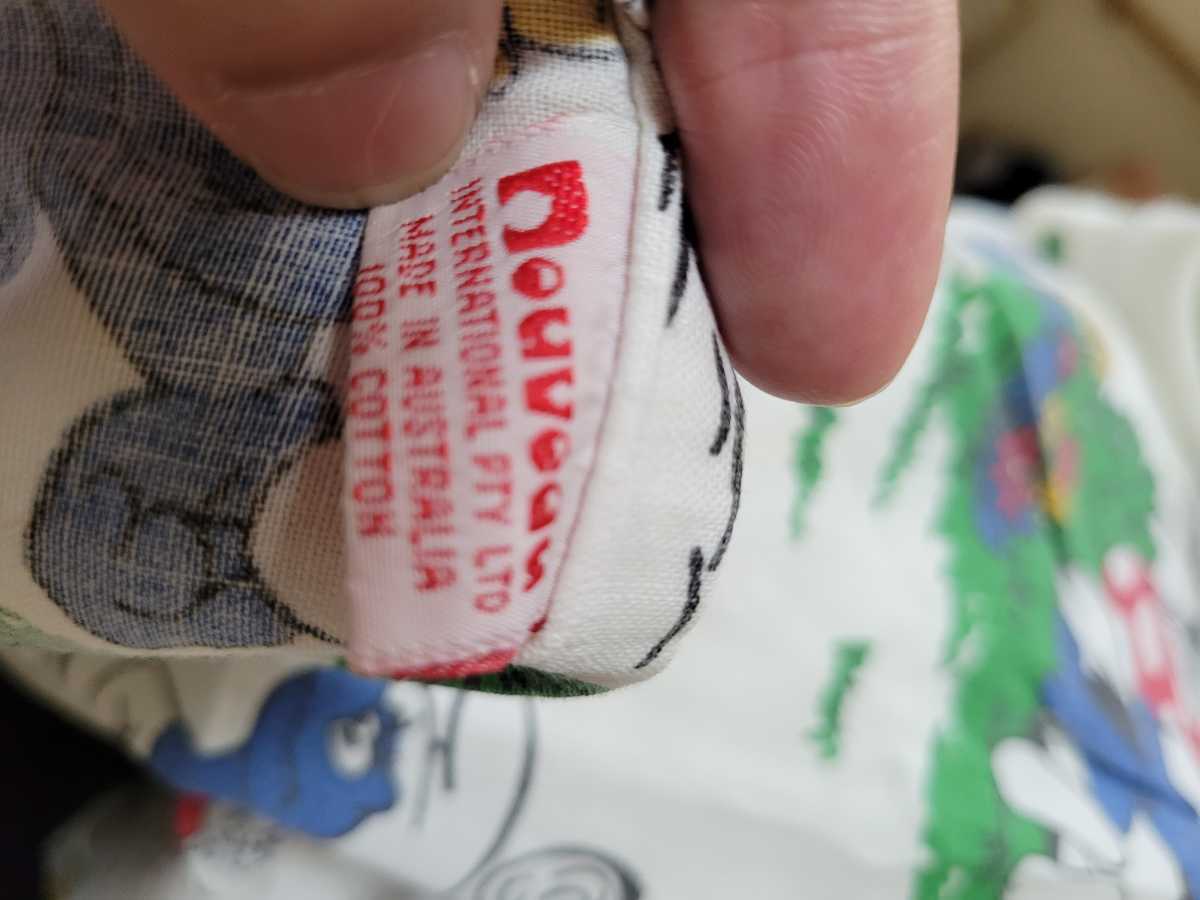 nouveau
INTERNATIONAL PTY LTD
MADE IN AUSTRALIA
100% COTTON